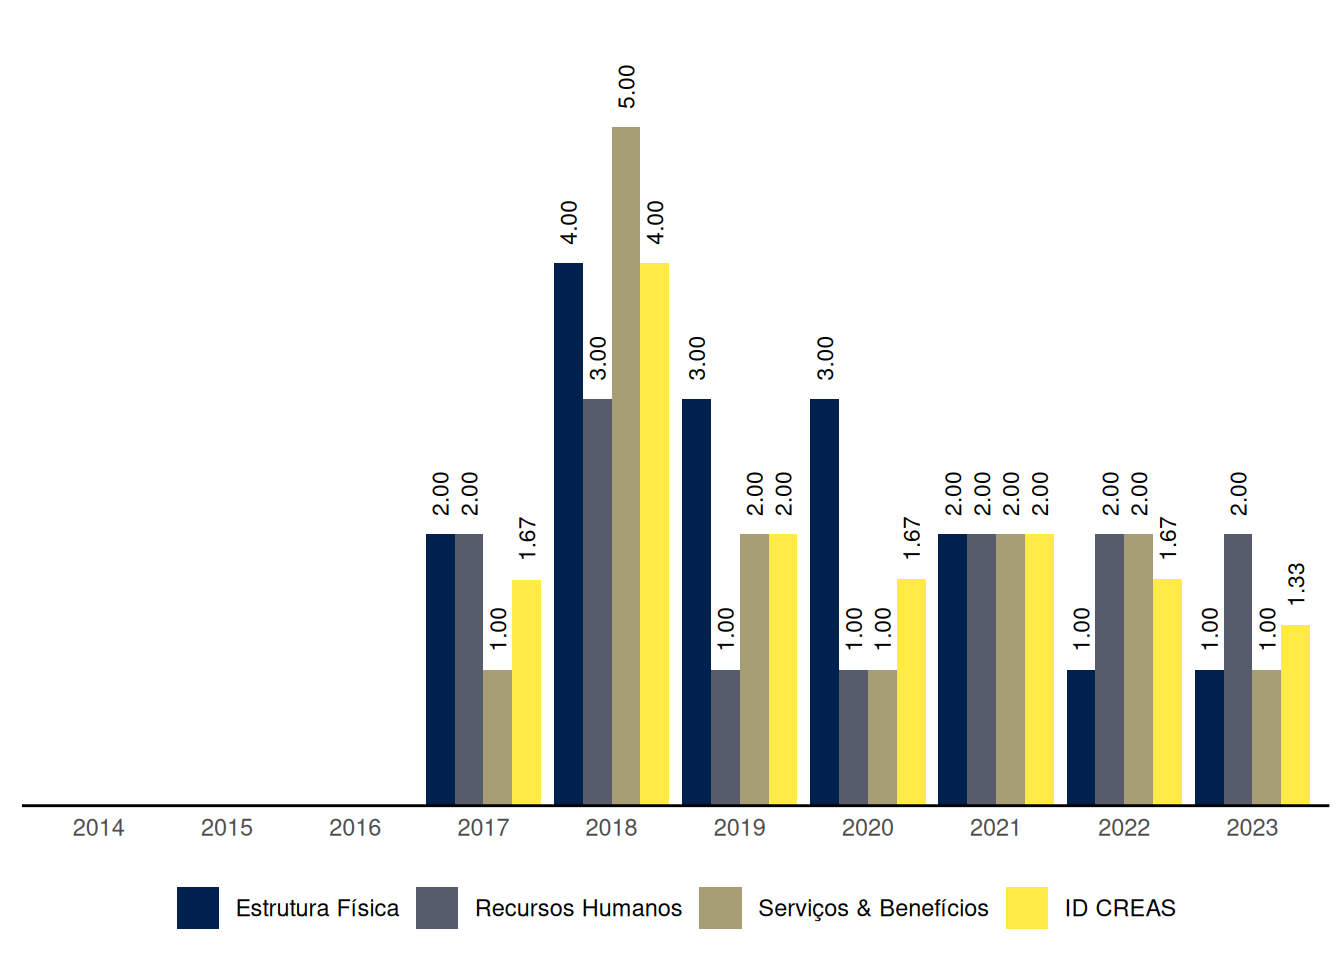 5.00
4.00 4.00
3.00 3.00 3.00
2.00 2.00 2.00 2.00 2.00 2.00 2.00 2.00 2.00 2.00 2.00
1.67 1.67 1.67
1.33
1.00 1.00 1.00 1.00 1.00 1.00 1.00
2014 2015 2016 2017 2018 2019 2020 2021 2022 2023
Estrutura Física Recursos Humanos Serviços & Benefícios ID CREAS